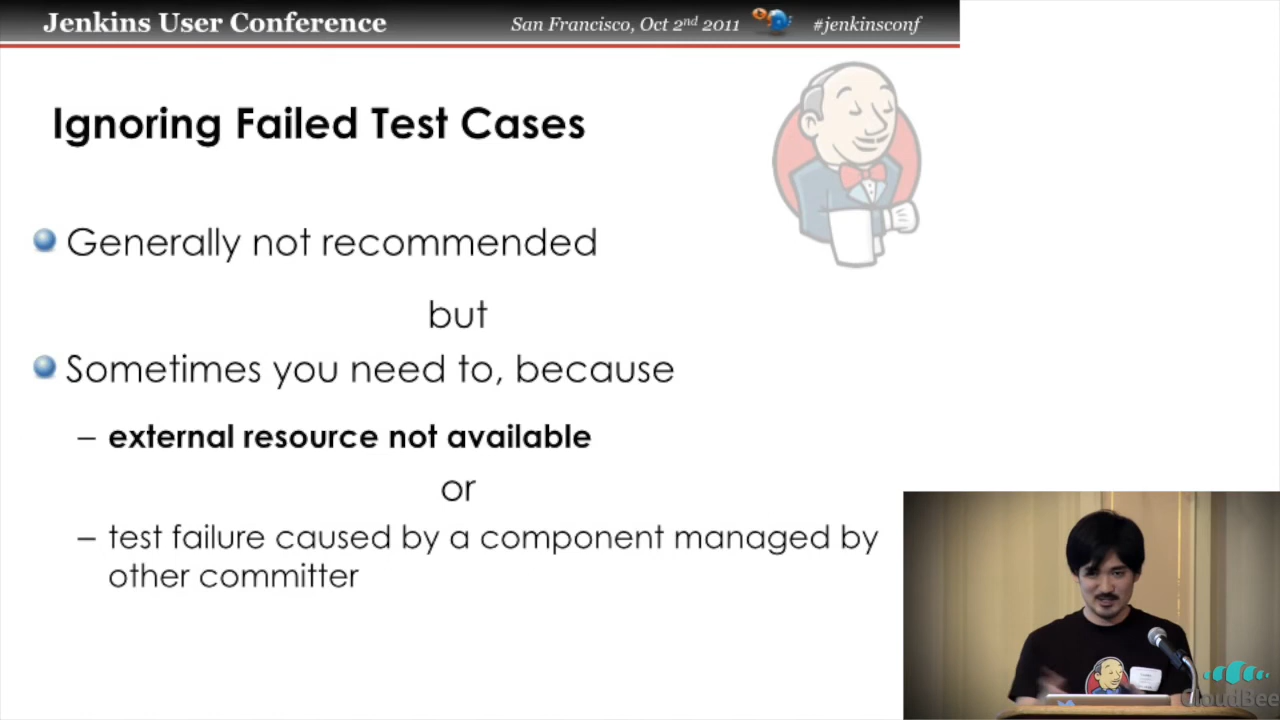 Jenkins User Conference
San Francisco, Oct 2nd 2011
#jenkinsconf
Ignoring Failed Test Cases
Generally not recommended
but
Sometimes you need to, because
– external resource not available
or
– test failure caused by a component managed by
other committer
CloudBee